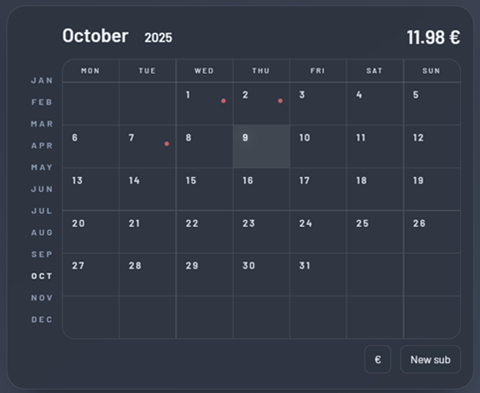 October 2025 11.98 €
MON TUE WED THU FRI SAT SUN
JAN
FEB
MAR
APR
MAY
JUN
JUL
AUG
SEP
OCT
NOV
DEC
1 2 3 4 5
6 7 8 9 10 11 12
13 14 15 16 17 18 19
20 21 22 23 24 25 26
27 28 29 30 31
€ New sub